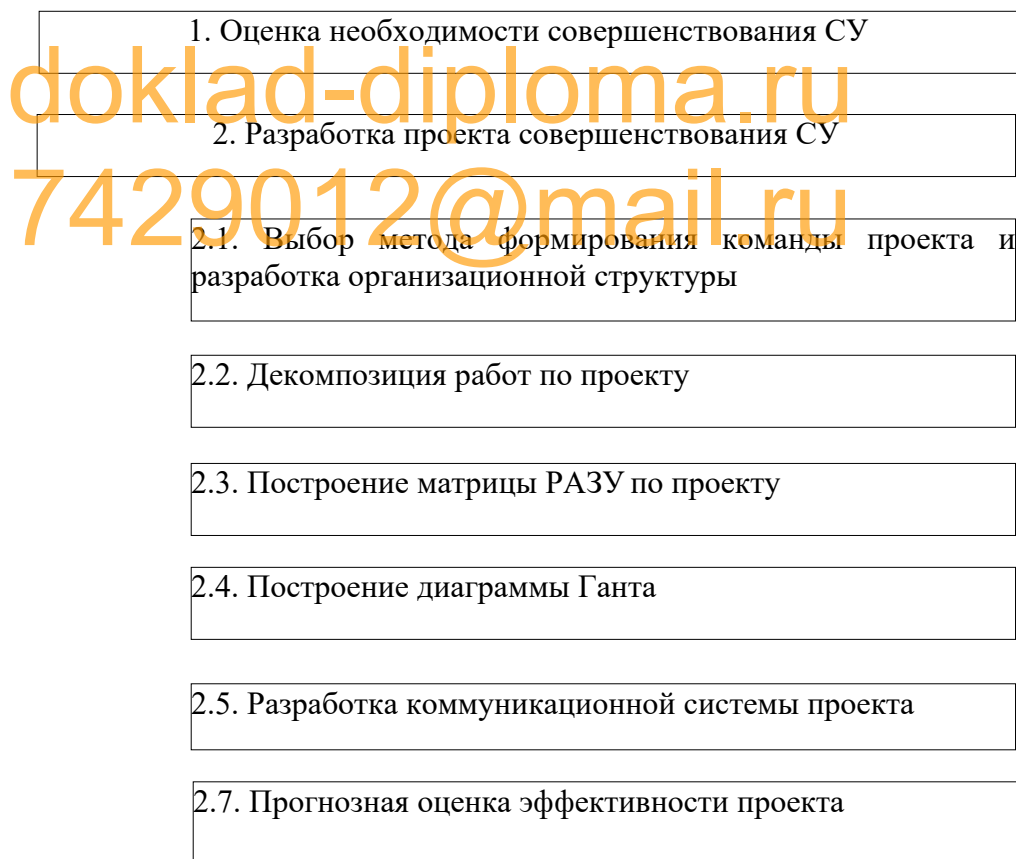 1. Оценка необходимости совершенствования СУ
doklad-diploma.ru
2. Разработка проекта совершенствования СУ
7429012@mail.ru
2.1. Выбор метода формирования команды проекта и
разработка организационной структуры
2.2. Декомпозиция работ по проекту
2.3. Построение матрицы РАЗУ по проекту
2.4. Построение диаграммы Ганта
2.5. Разработка коммуникационной системы проекта
2.7. Прогнозная оценка эффективности проекта